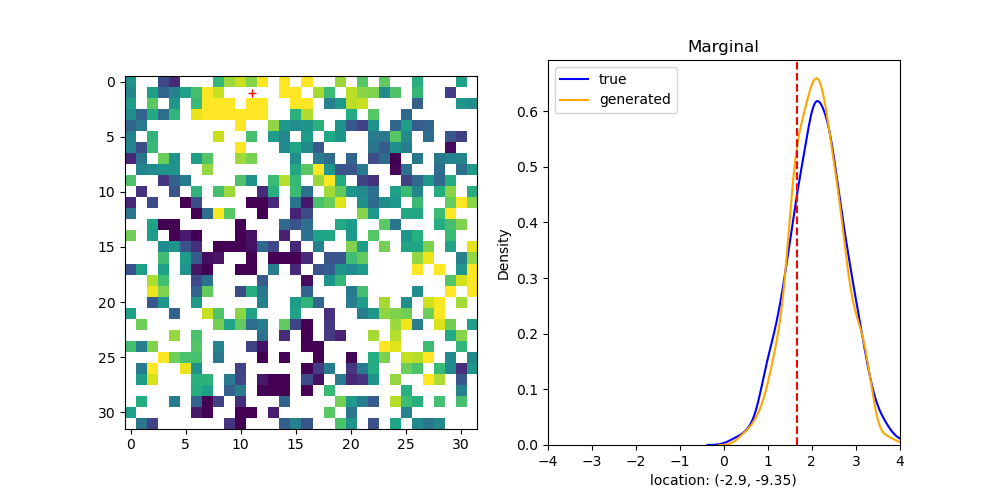 0
5
10
15
20
25
30
0 5 10 15 20 25 30
Marginal
true
generated
Density
0.0
0.1
0.2
0.3
0.4
0.5
0.6
−4 −3 −2 −1 0 1 2 3 4
location: (-2.9, -9.35)